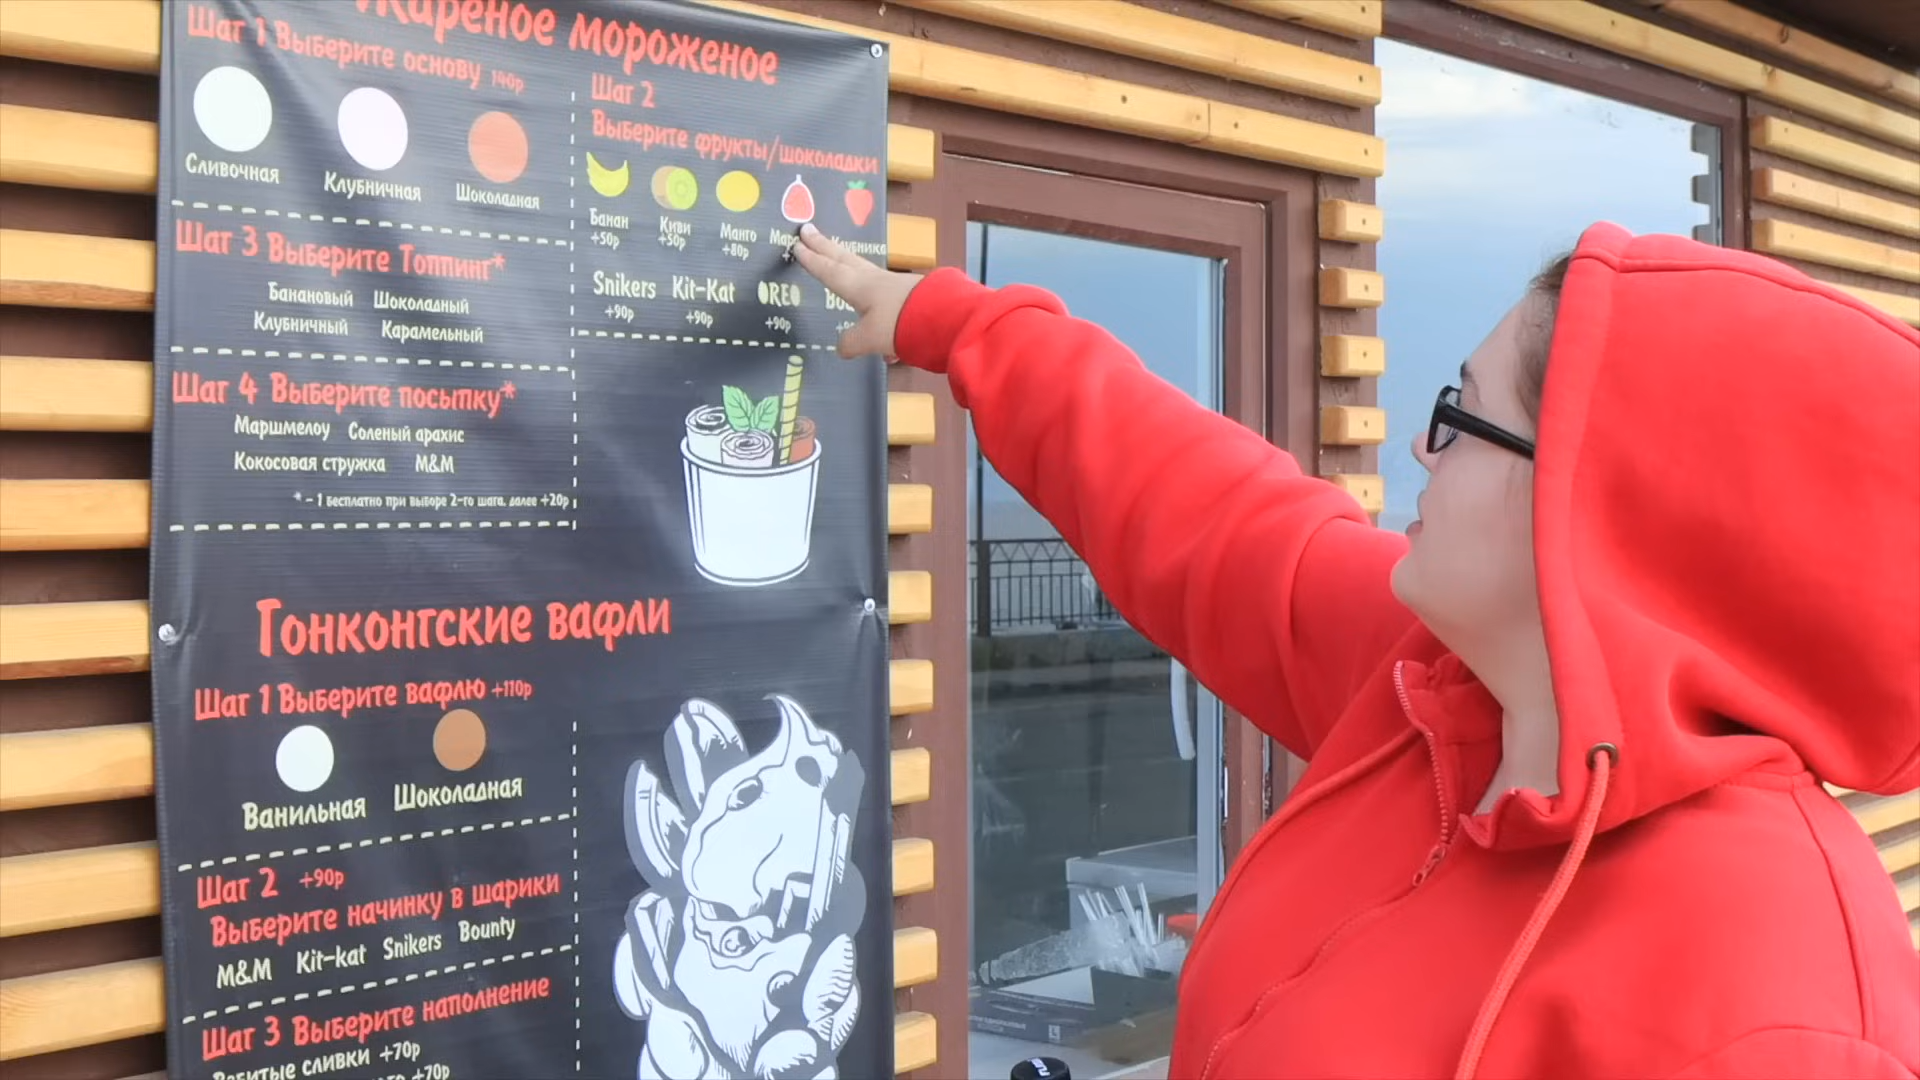 Жареное мороженое
Шаг 1 Выберите основу 140р
Сливочная
Клубничная
Шоколадная
Шаг 2
Выберите фрукты/шоколадки
Банан
+50р
Киви
+50р
Манго
+80р
Клубника
Snikers
+90р
Kit-Kat
+90р
OREO
+90р
Шаг 3 Выберите Топпинг*
Банановый Шоколадный
Клубничный Карамельный
Шаг 4 Выберите посыпку*
Маршмелоу Соленый арахис
Кокосовая стружка M&M
* - 1 бесплатно при выборе 2-го шага, далее +20р
Гонконгские вафли
Шаг 1 Выберите вафлю +110р
Ванильная
Шоколадная
Шаг 2 +90р
Выберите начинку в шарики
M&M Kit-kat Snikers Bounty
Шаг 3 Выберите наполнение
Взбитые сливки +70р
+70р